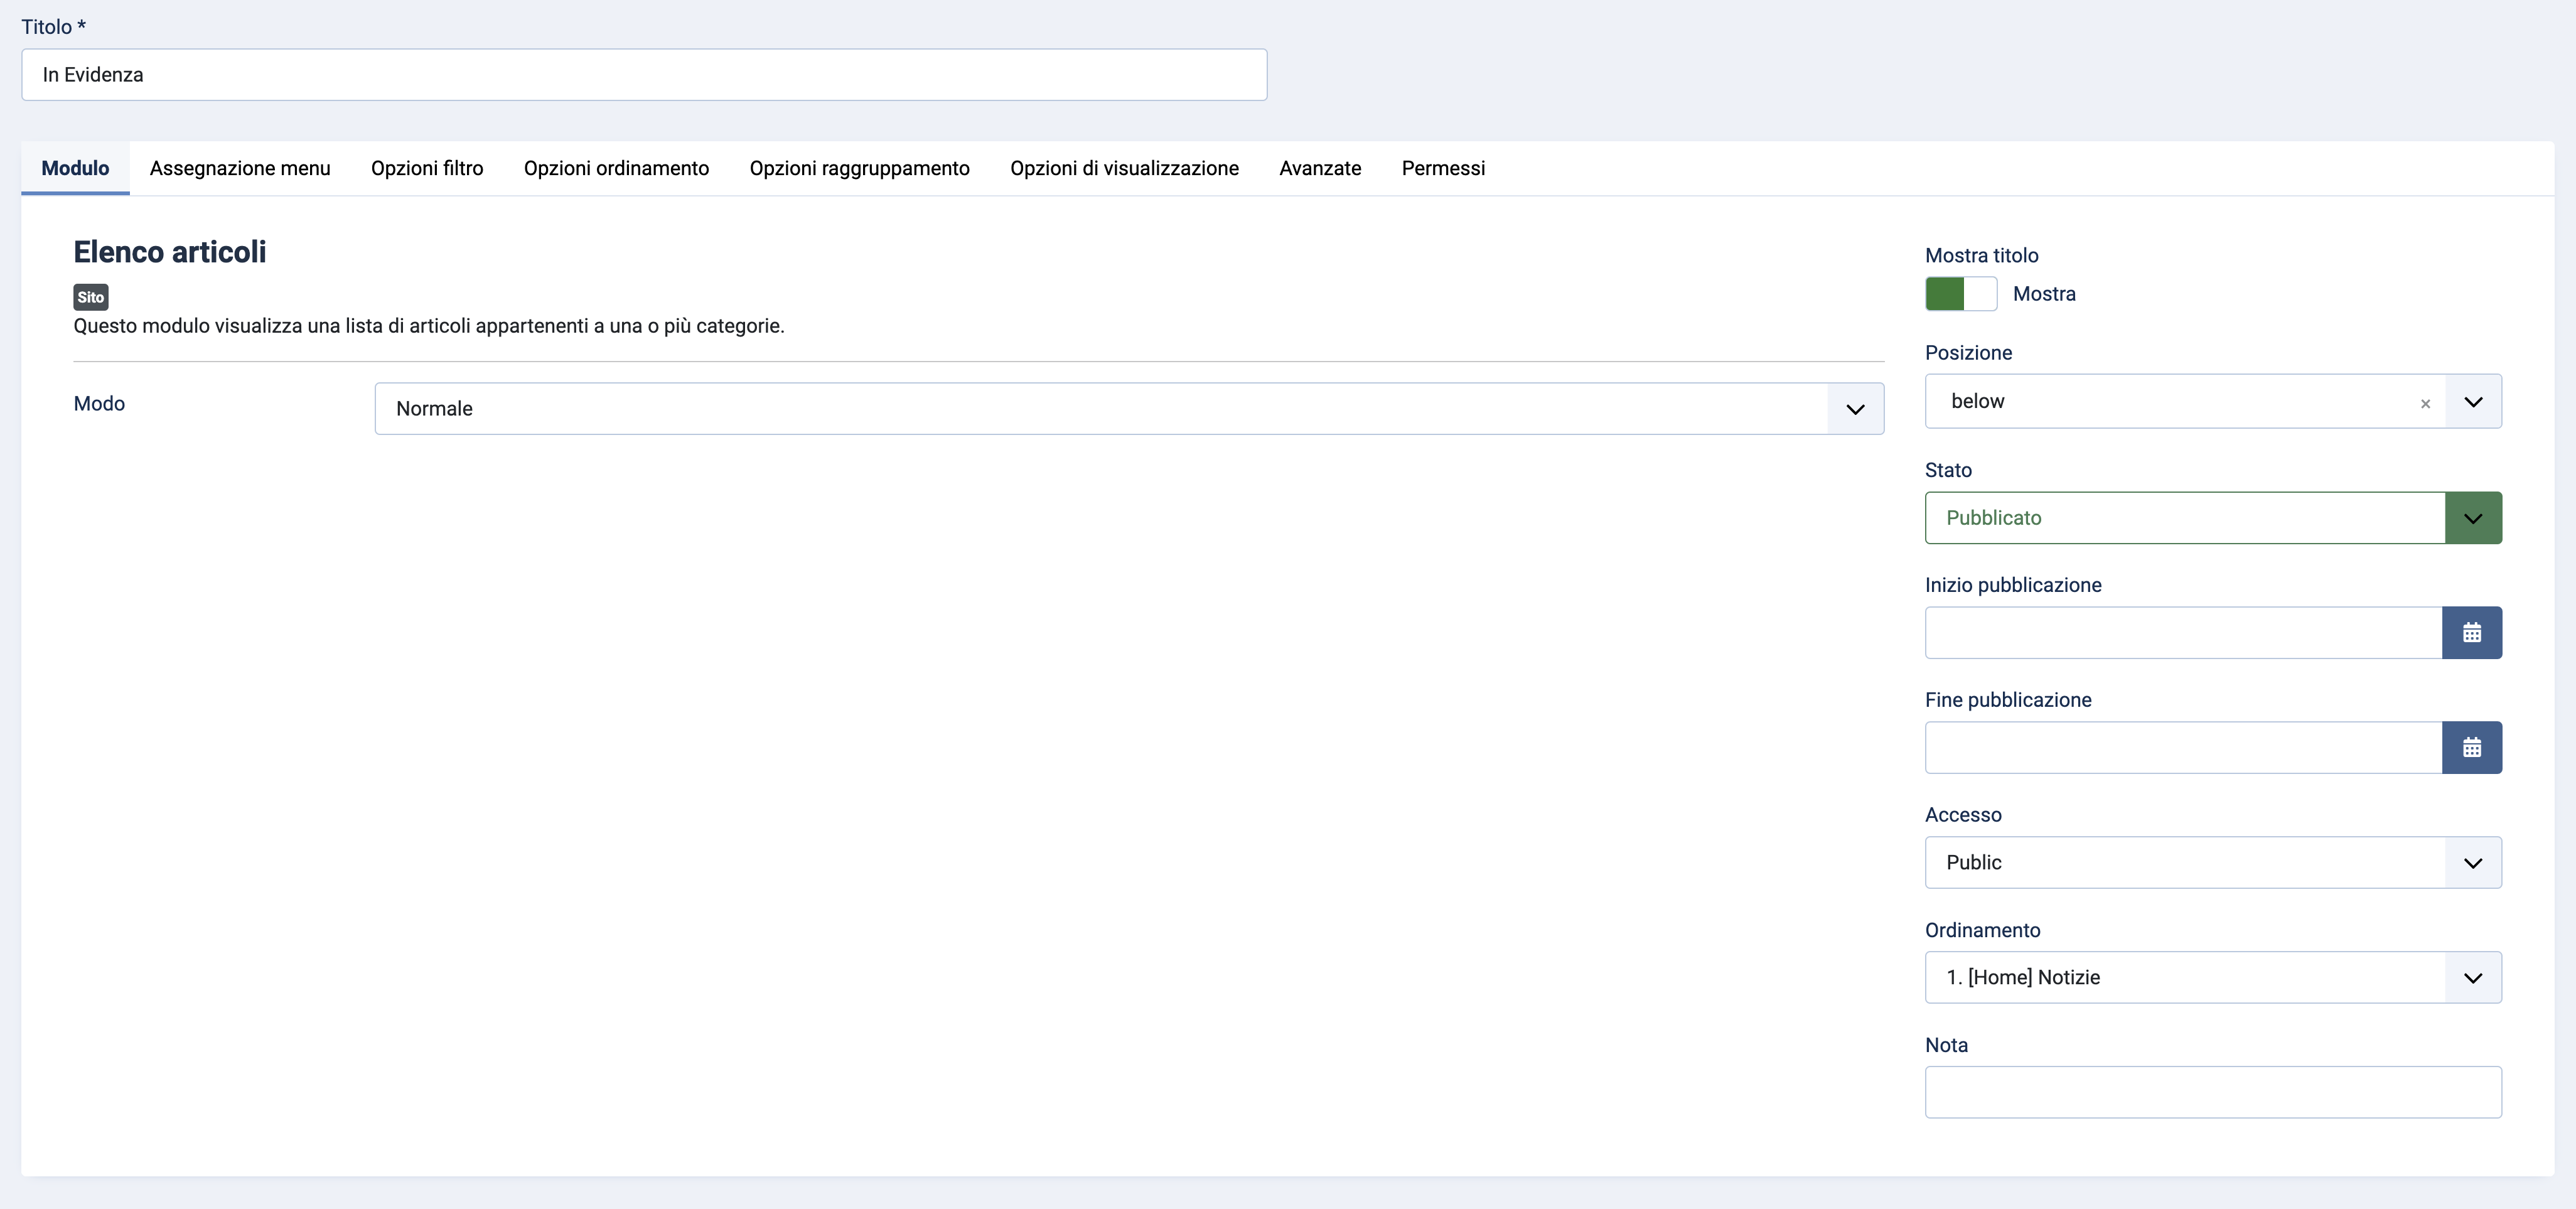 Titolo *
In Evidenza
Modulo
Assegnazione menu
Opzioni filtro
Opzioni ordinamento
Opzioni raggruppamento
Opzioni di visualizzazione
Avanzate
Permessi
Elenco articoli
Sito
Questo modulo visualizza una lista di articoli appartenenti a una o più categorie.
Modo
Normale
Mostra titolo
Mostra
Posizione
below
Stato
Pubblicato
Inizio pubblicazione
Fine pubblicazione
Accesso
Public
Ordinamento
1. [Home] Notizie
Nota